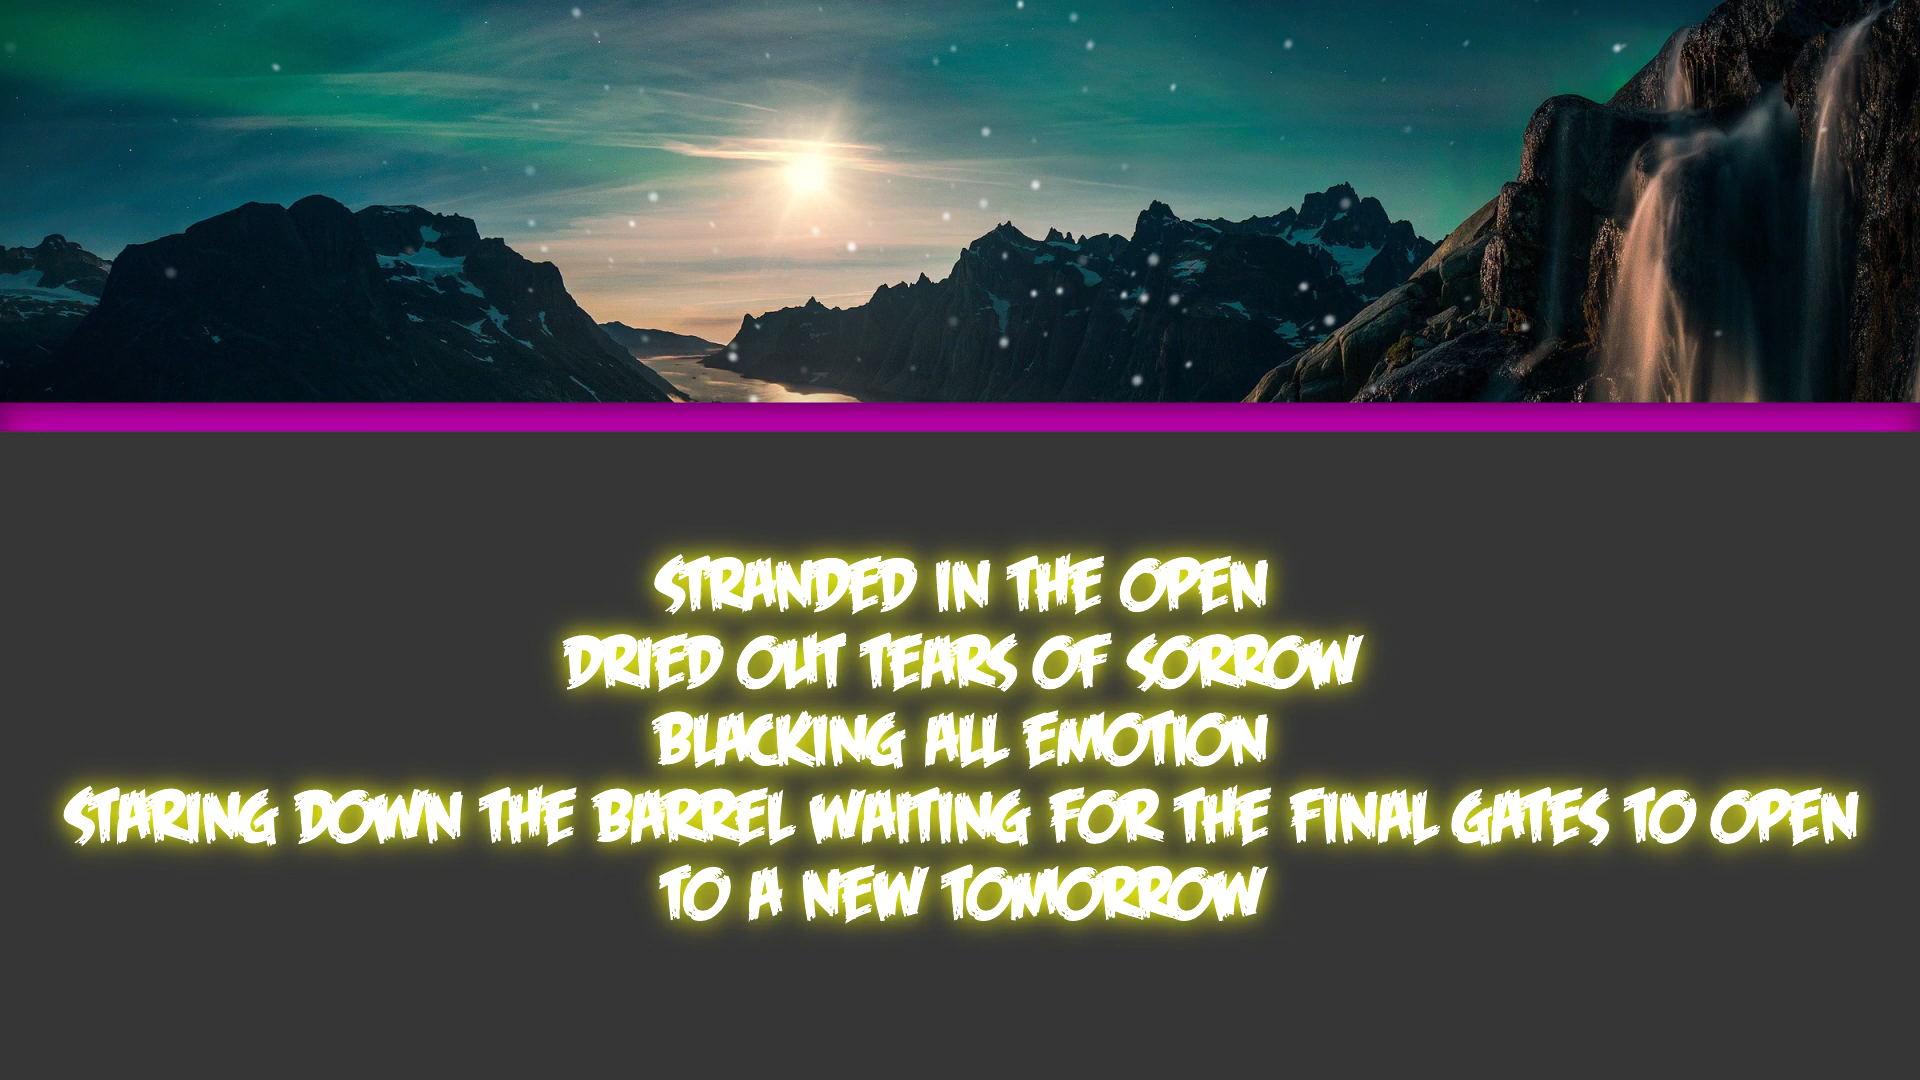 STRANDED IN THE OPEN
DRIED OUT TEARS OF SORROW
BLACKING ALL EMOTION
STARING DOWN THE BARREL WAITING FOR THE FINAL GATES TO OPEN
TO A NEW TOMORROW